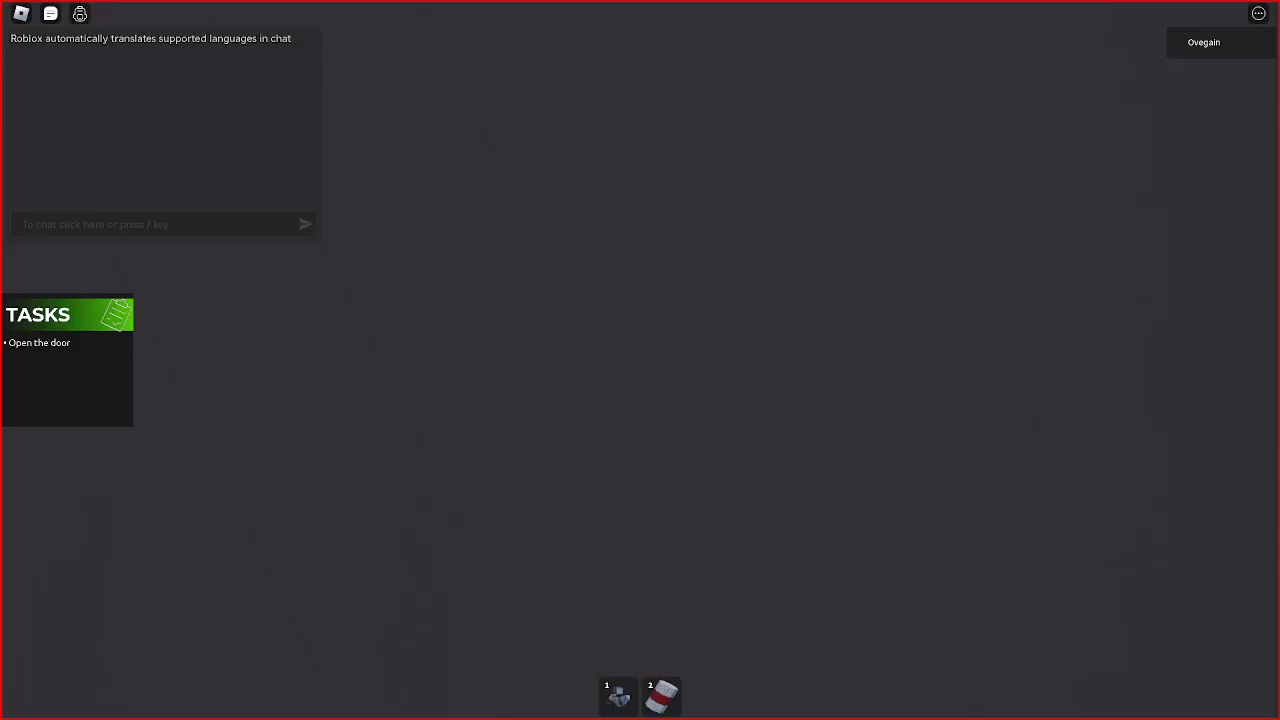 Roblox automatically translates supported languages in chat
Ovegain
To chat click here or press / key
TASKS
• Open the door
1
2